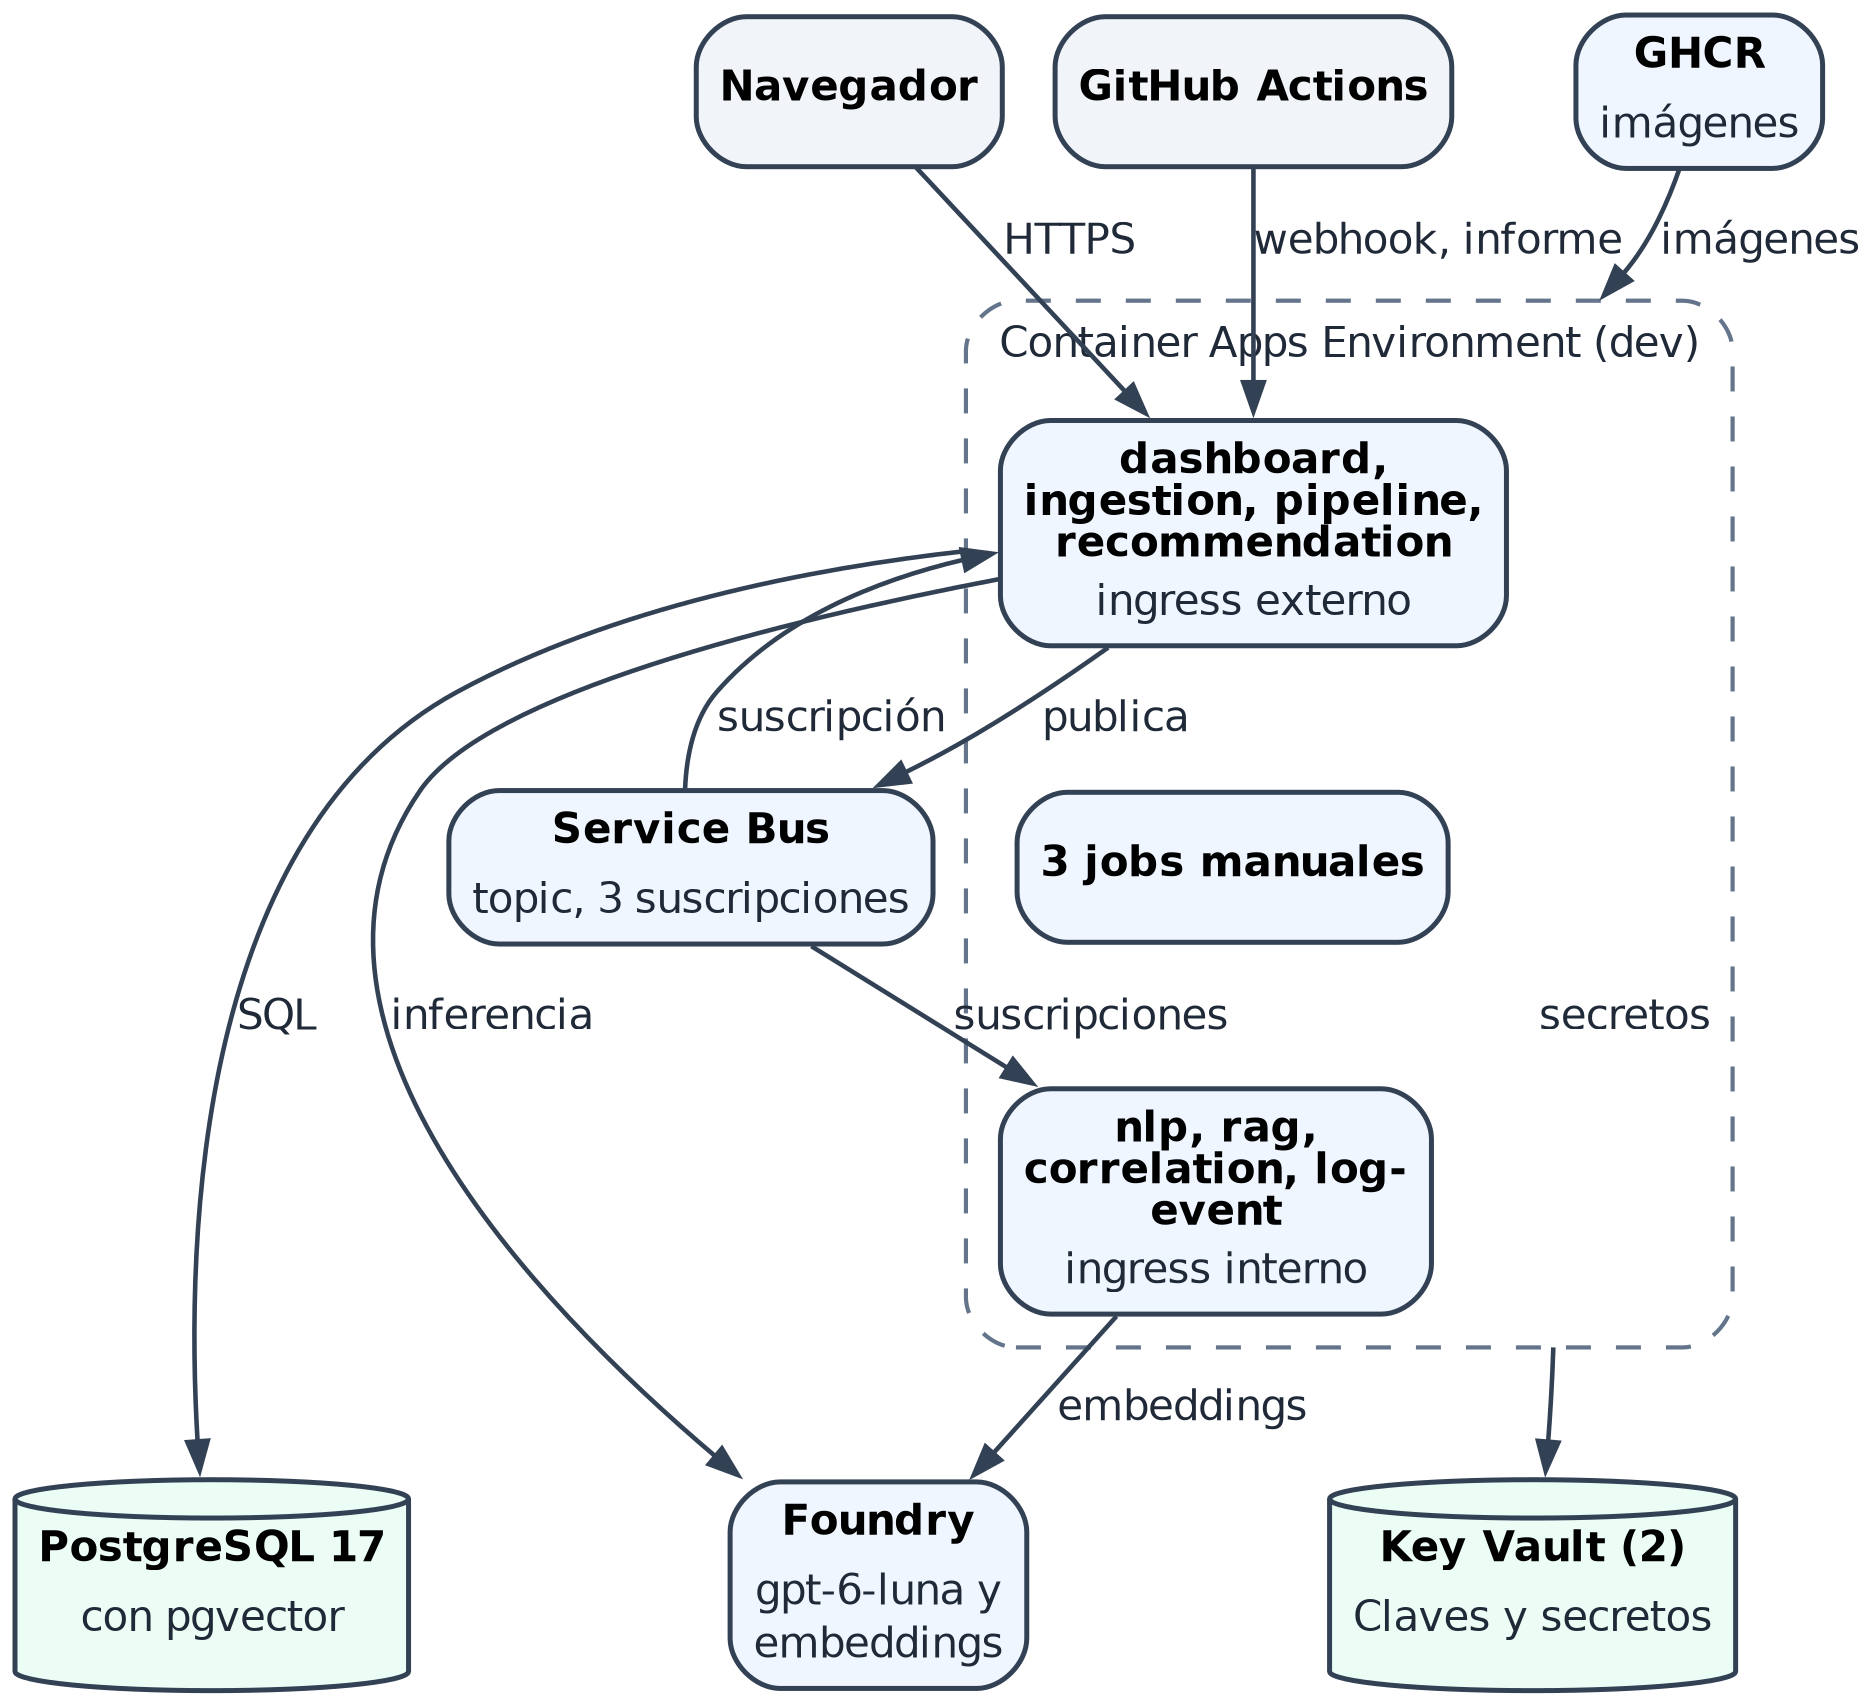 Navegador
GitHub Actions
GHCR
imágenes
HTTPS
webhook, informe
imágenes
Container Apps Environment (dev)
dashboard,
ingestion, pipeline,
recommendation
ingress externo
suscripción
publica
Service Bus
topic, 3 suscripciones
3 jobs manuales
SQL
inferencia
suscripciones
secretos
nlp, rag,
correlation, log-
event
ingress interno
embeddings
PostgreSQL 17
con pgvector
Foundry
gpt-6-luna y
embeddings
Key Vault (2)
Claves y secretos